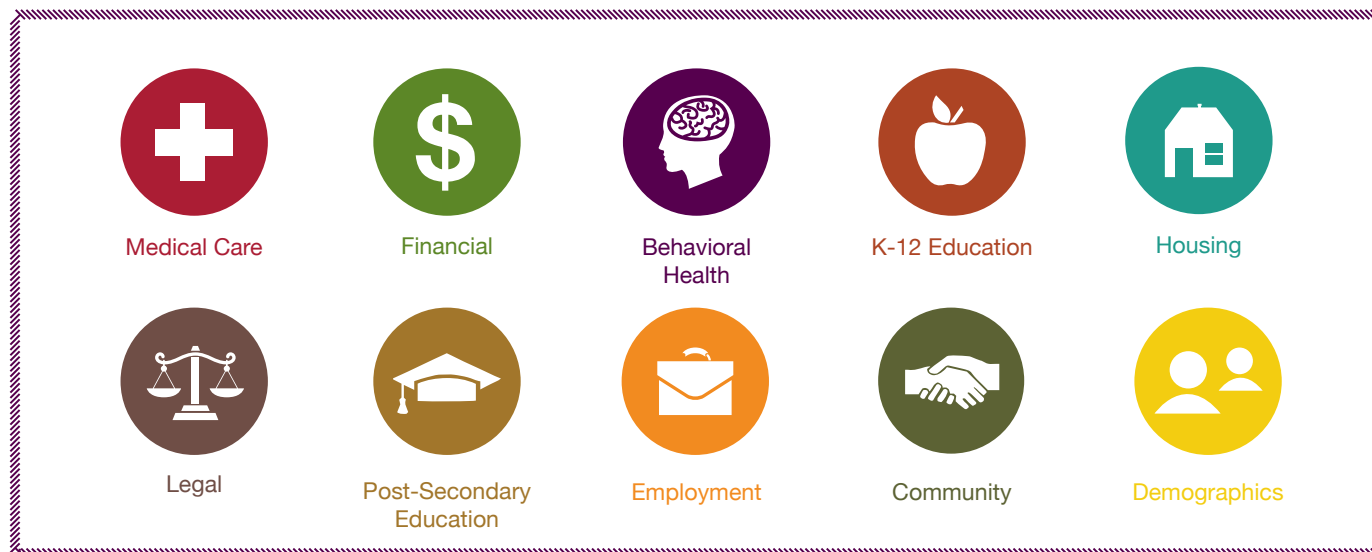 Medical Care
Financial
Behavioral
Health
K-12 Education
Housing
Legal
Post-Secondary
Education
Employment
Community
Demographics